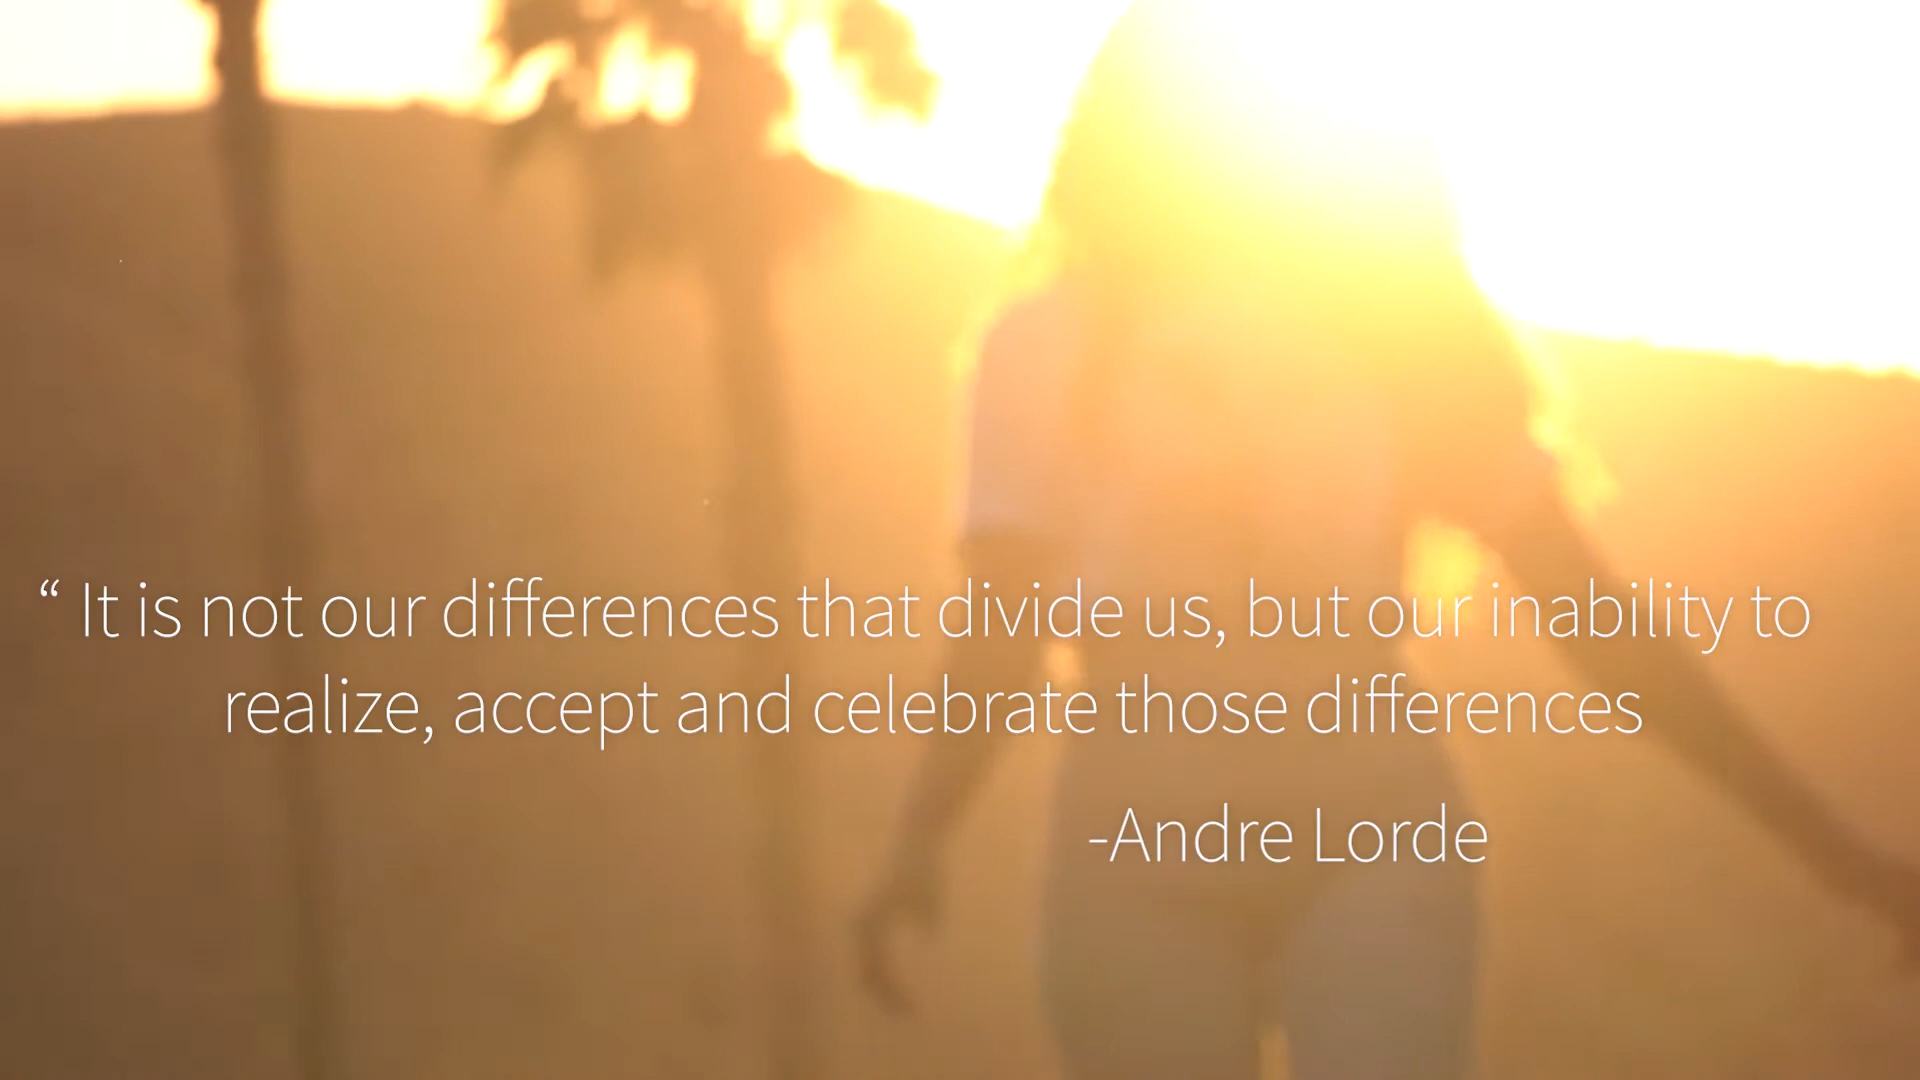 “ It is not our differences that divide us, but our inability to
realize, accept and celebrate those differences
-Andre Lorde